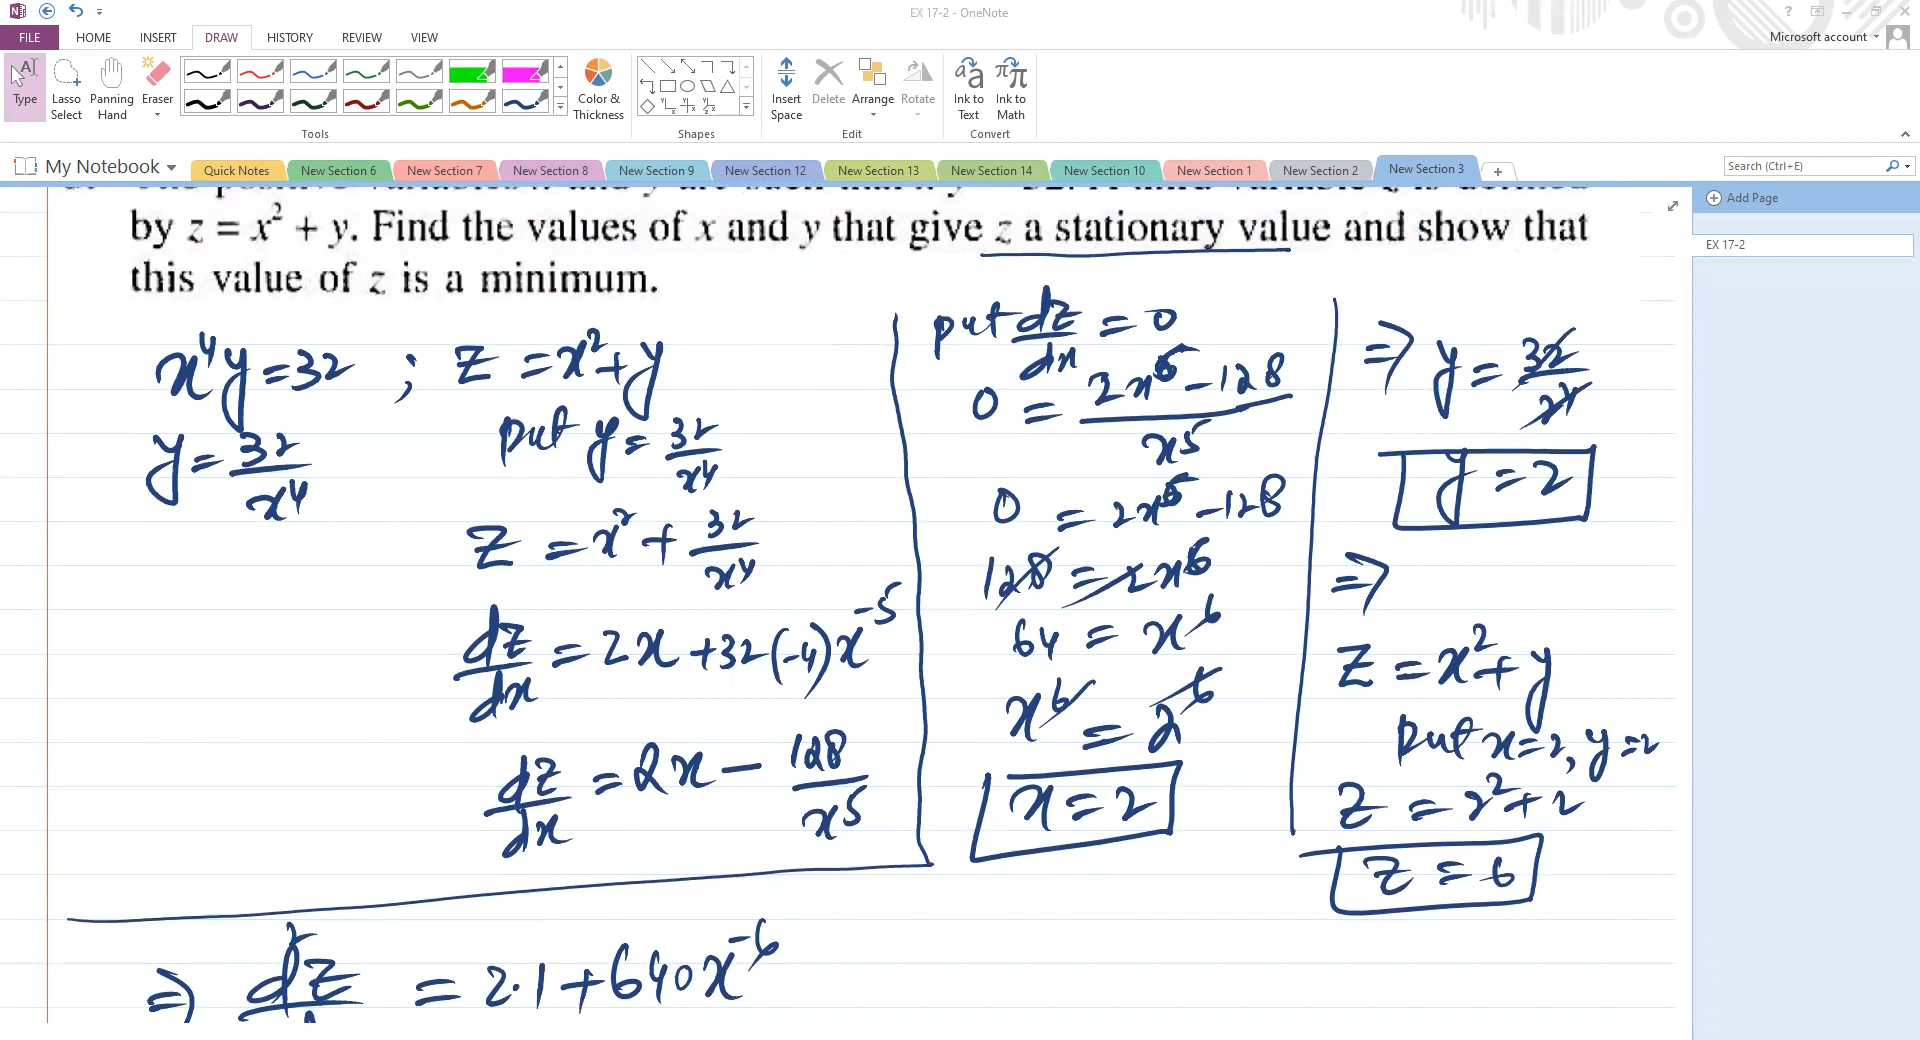 EX 17-2 - OneNote
FILE HOME INSERT DRAW HISTORY REVIEW VIEW
Microsoft account
Type Lasso Select Panning Hand Eraser Color & Thickness Insert Space Delete Arrange Rotate Ink to Text Ink to Math
Tools Shapes Edit Convert
My Notebook Quick Notes New Section 6 New Section 7 New Section 8 New Section 9 New Section 12 New Section 13 New Section 14 New Section 10 New Section 1 New Section 2 New Section 3
Search (Ctrl+E)
Add Page
EX 17-2
by z = x² + y. Find the values of x and y that give z a stationary value and show that
this value of z is a minimum.
x⁴y = 32 ; z = x² + y
y = 32/x⁴
put y = 32/x⁴
z = x² + 32/x⁴
dz/dx = 2x + 32(-4)x⁻⁵
dz/dx = 2x - 128/x⁵
put dz/dx = 0
0 = 2x⁶ - 128/x⁵
0 = 2x⁶ - 128
128 = 2x⁶
64 = x⁶
x⁶ = 2⁶
x = 2
⇒ y = 32/2⁴
y = 2
⇒
z = x² + y
put x = 2, y = 2
z = 2² + 2
z = 6
⇒ d²z = 2·1 + 640x⁻⁶